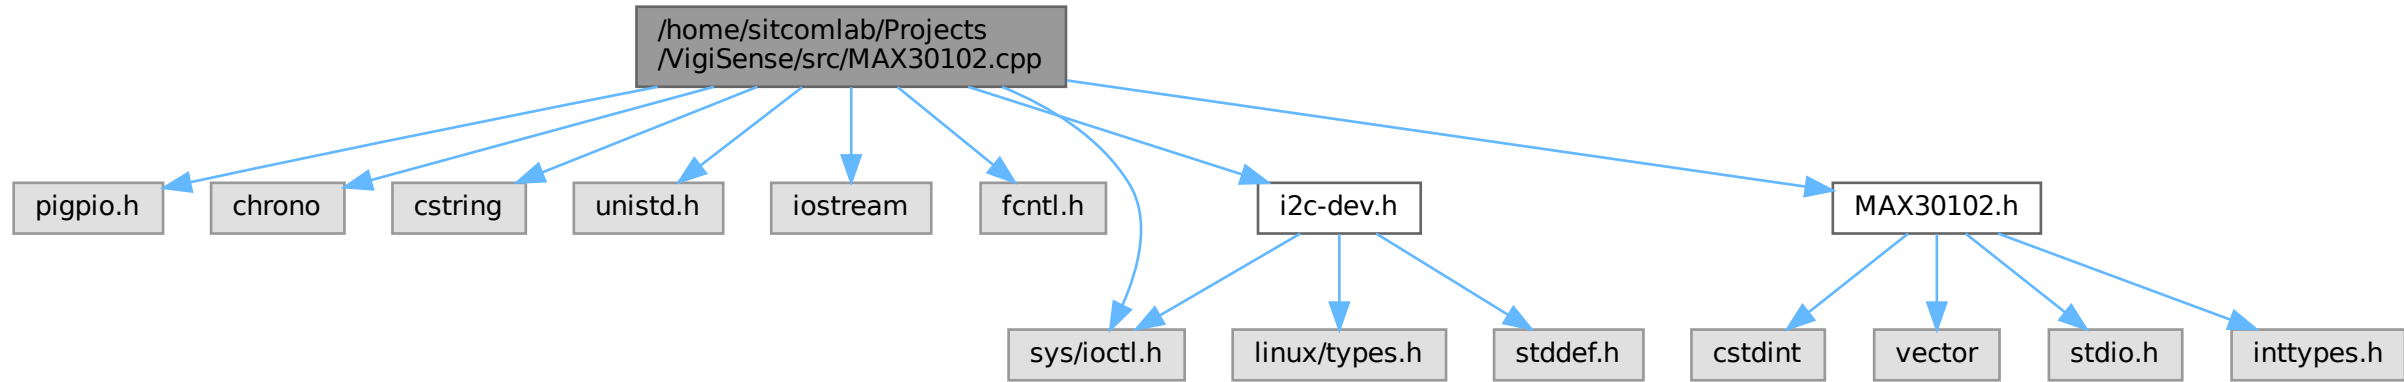 /home/sitcomlab/Projects
/VigiSense/src/MAX30102.cpp
pigpio.h
chrono
cstring
unistd.h
iostream
fcntl.h
i2c-dev.h
MAX30102.h
sys/ioctl.h
linux/types.h
stddef.h
cstdint
vector
stdio.h
inttypes.h